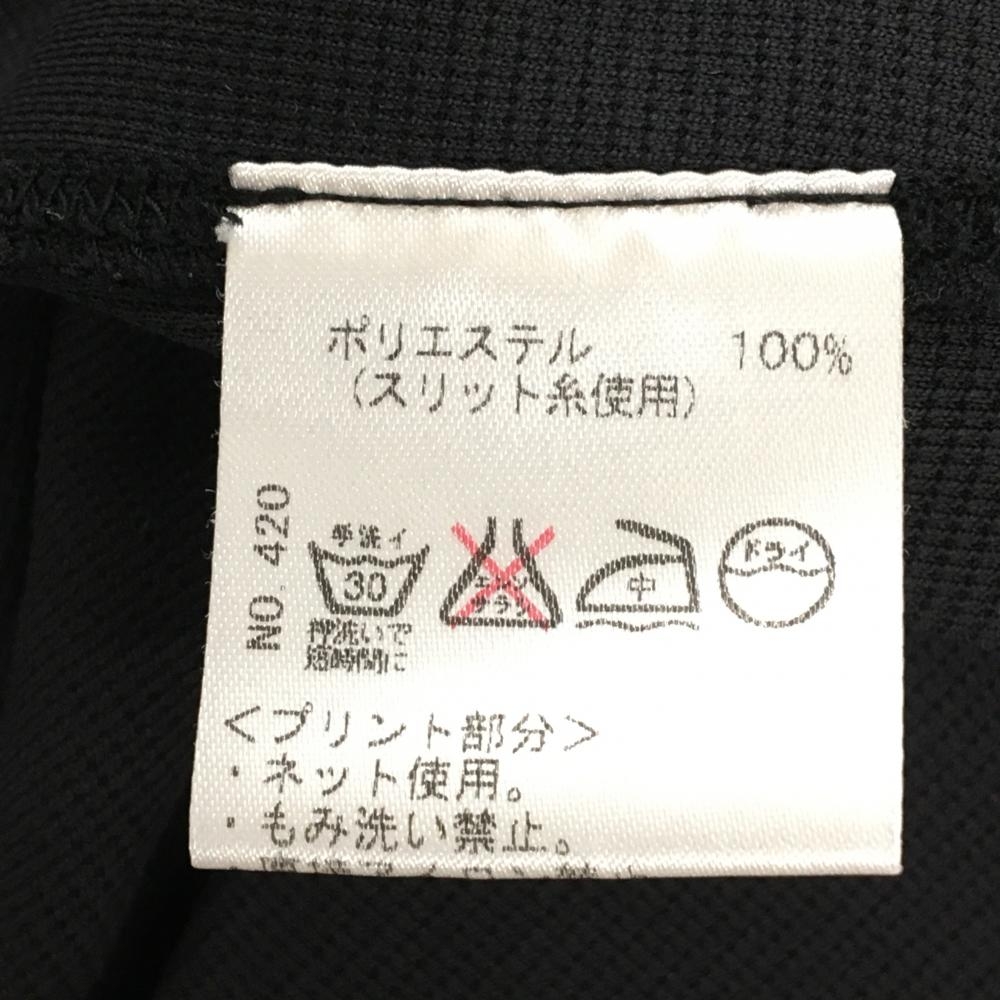 ポリエステル 100%
(スリット糸使用)
NO. 420
手洗イ
30
押洗いで
短時間に
エンソ
サラシ
中
ドライ
<プリント部分>
・ネット使用。
・もみ洗い禁止。